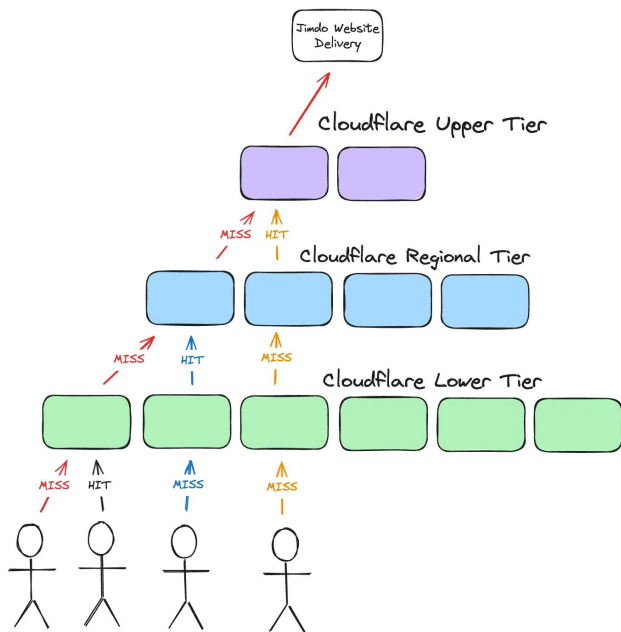 Jimdo Website
Delivery
Cloudflare Upper Tier
MISS HIT
Cloudflare Regional Tier
MISS HIT MISS
Cloudflare Lower Tier
MISS HIT MISS MISS